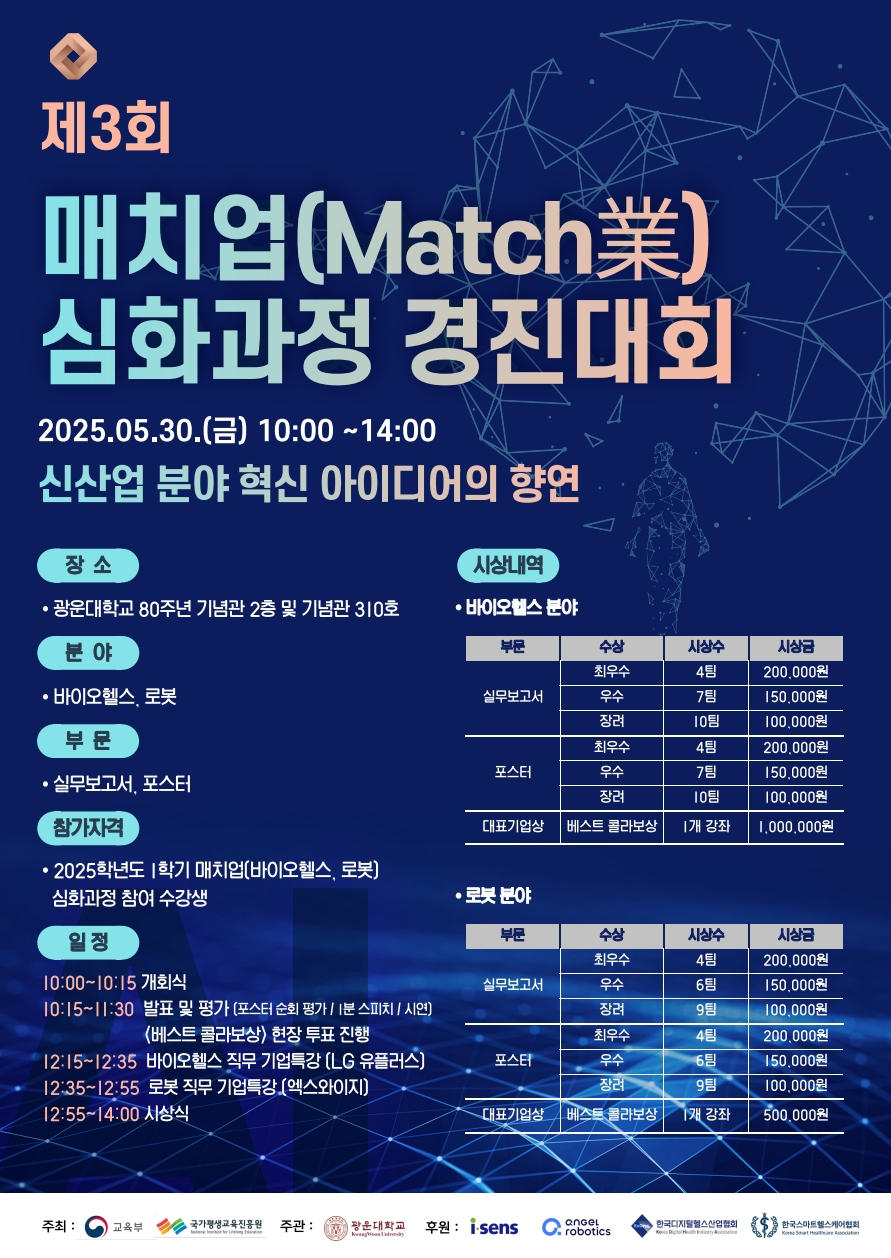 제3회
매치업(Match業)
심화과정 경진대회
2025.05.30.(금) 10:00 ~14:00
신산업 분야 혁신 아이디어의 향연
장 소
• 광운대학교 80주년 기념관 2층 및 기념관 310호
분 야
• 바이오헬스, 로봇
부 문
• 실무보고서, 포스터
참가자격
• 2025학년도 1학기 매치업(바이오헬스, 로봇)
심화과정 참여 수강생
일 정
10:00~10:15 개회식
10:15~11:30 발표 및 평가 (포스터 순회 평가 / 1분 스피치 / 시연)
<베스트 콜라보상> 현장 투표 진행
12:15~12:35 바이오헬스 직무 기업특강 (LG 유플러스)
12:35~12:55 로봇 직무 기업특강 (엑스와이지)
12:55~14:00 시상식
시상내역
• 바이오헬스 분야
부문 수상 시상수 시상금
실무보고서
최우수 4팀 200,000원
우수 7팀 150,000원
장려 10팀 100,000원
포스터
최우수 4팀 200,000원
우수 7팀 150,000원
장려 10팀 100,000원
대표기업상 베스트 콜라보상 1개 강좌 1,000,000원
• 로봇 분야
부문 수상 시상수 시상금
실무보고서
최우수 4팀 200,000원
우수 6팀 150,000원
장려 9팀 100,000원
포스터
최우수 4팀 200,000원
우수 6팀 150,000원
장려 9팀 100,000원
대표기업상 베스트 콜라보상 1개 강좌 500,000원
AI
주최 : 교육부 국가평생교육진흥원
National Institute for Lifelong Education
주관 : 광운대학교
KwangWoon University
후원 : i-sens
angel
robotics
한국디지털헬스산업협회
Korea Digital Health Industry Association
한국스마트헬스케어협회
Korea Smart Healthcare Association